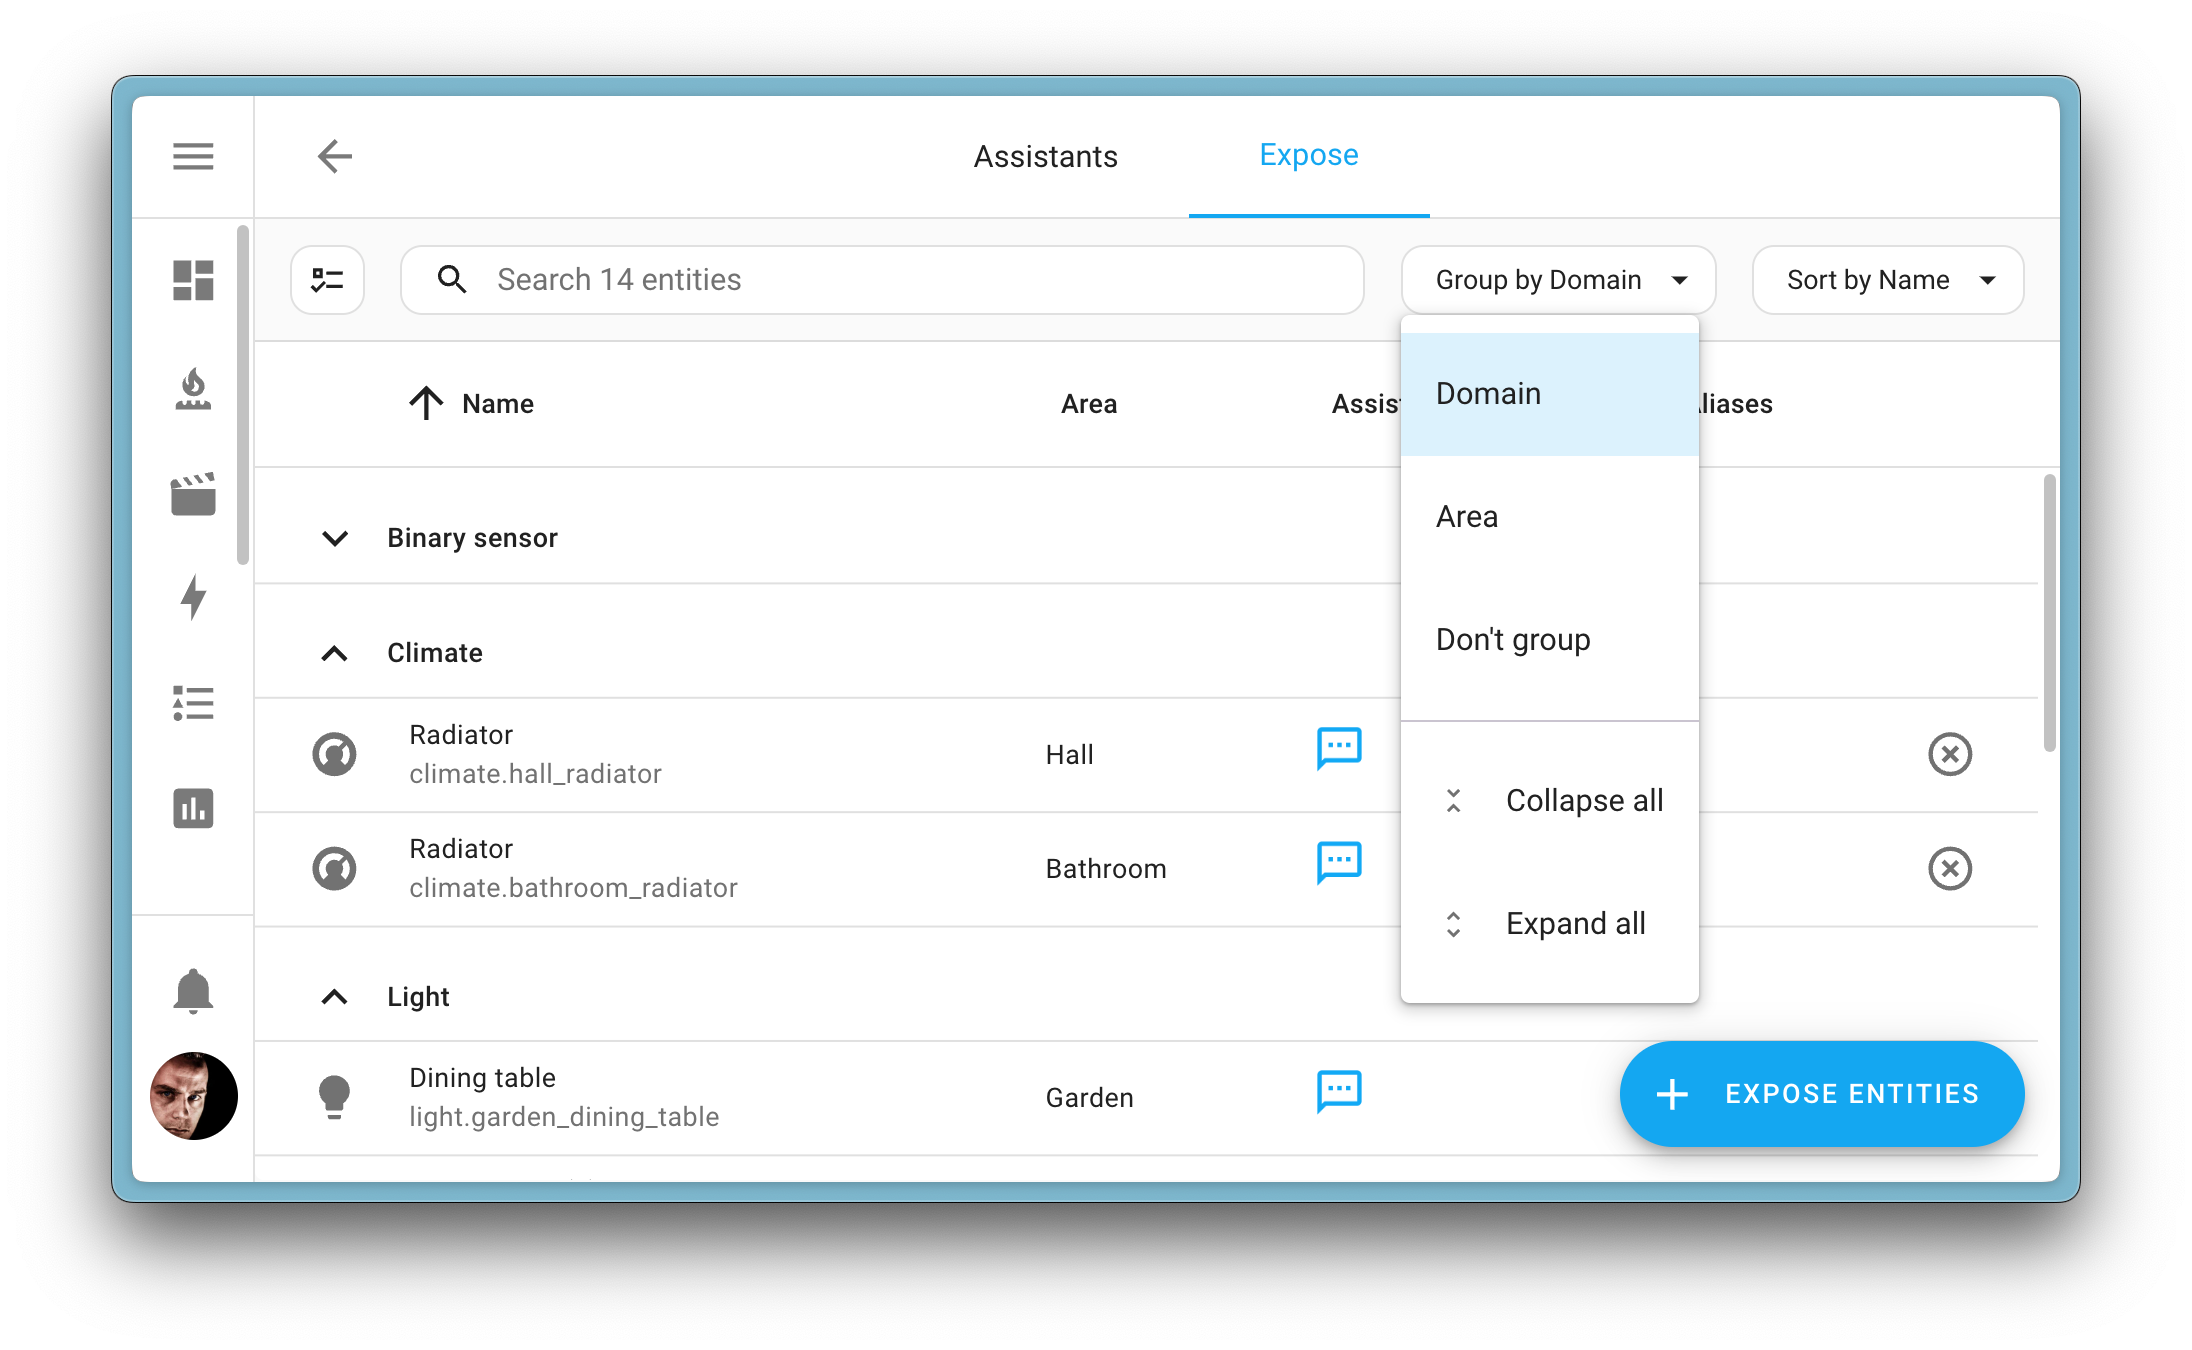 Assistants
Expose
Search 14 entities
Group by Domain
Sort by Name
Name
Area
Assist
Aliases
Domain
Area
Don't group
Collapse all
Expand all
Binary sensor
Climate
Radiator
climate.hall_radiator
Hall
Radiator
climate.bathroom_radiator
Bathroom
Light
Dining table
light.garden_dining_table
Garden
EXPOSE ENTITIES